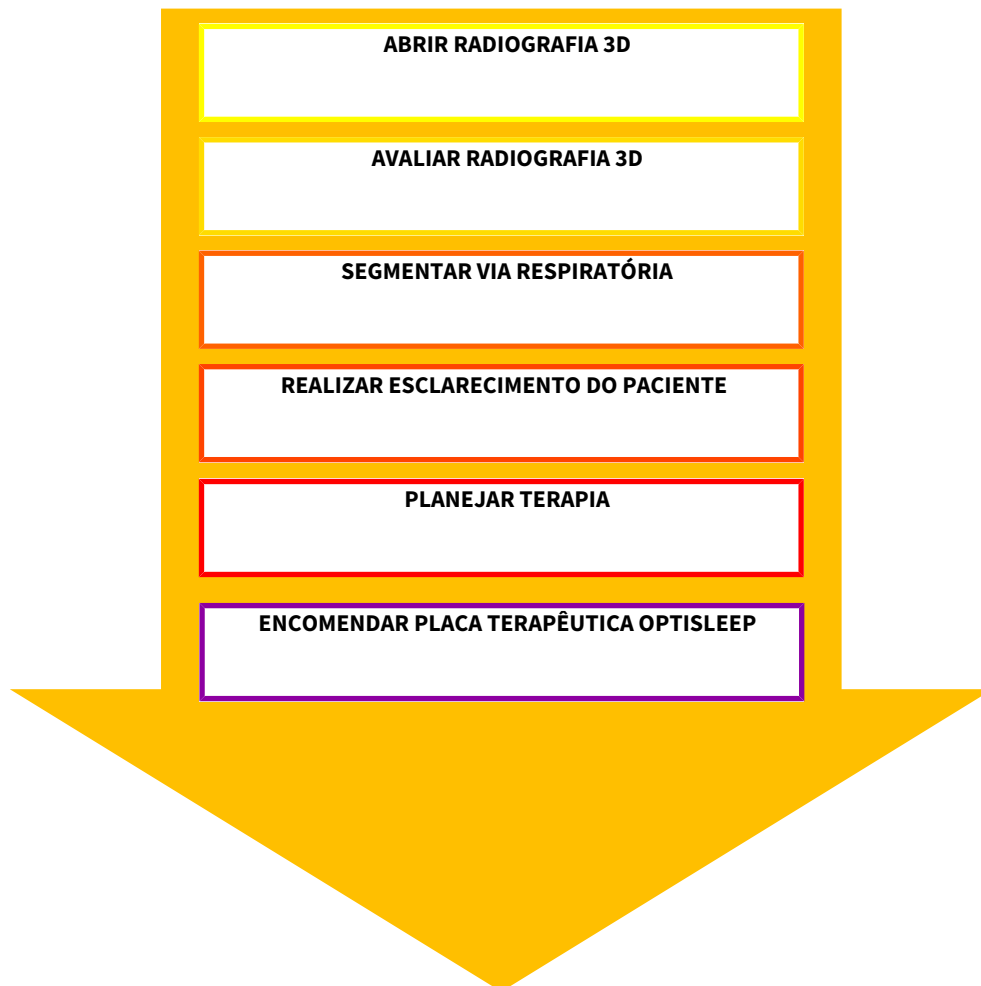 ABRIR RADIOGRAFIA 3D
AVALIAR RADIOGRAFIA 3D
SEGMENTAR VIA RESPIRATÓRIA
REALIZAR ESCLARECIMENTO DO PACIENTE
PLANEJAR TERAPIA
ENCOMENDAR PLACA TERAPÊUTICA OPTISLEEP